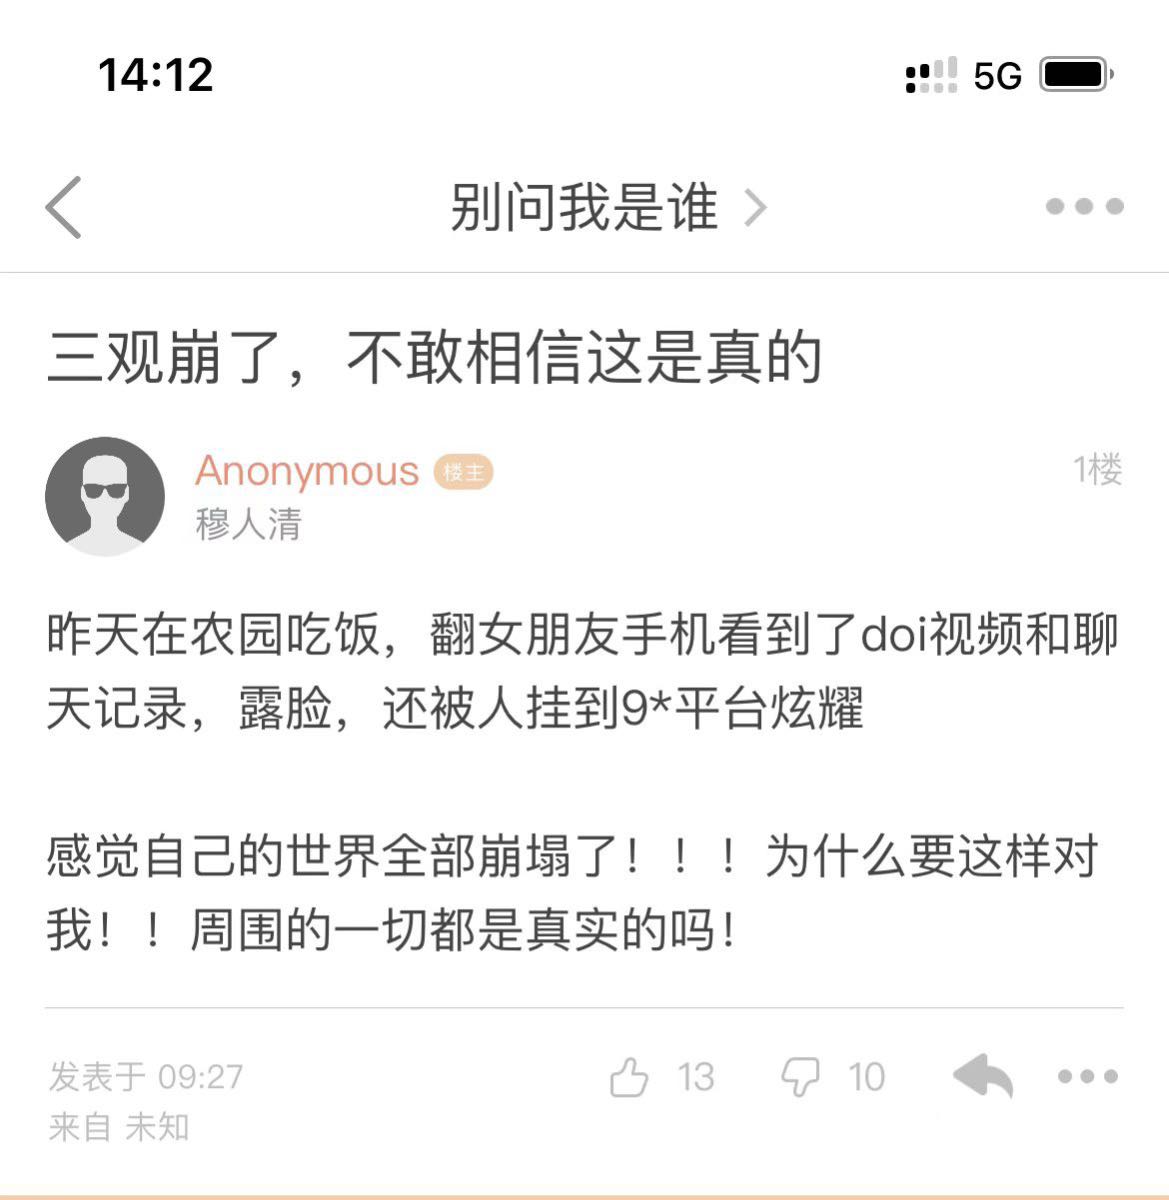 14:12
5G
别问我是谁
三观崩了，不敢相信这是真的
Anonymous 楼主
1楼
穆人清
昨天在农园吃饭，翻女朋友手机看到了doi视频和聊
天记录，露脸，还被人挂到9*平台炫耀
感觉自己的世界全部崩塌了！！！为什么要这样对
我！！周围的一切都是真实的吗！
发表于 09:27
13
10
来自 未知